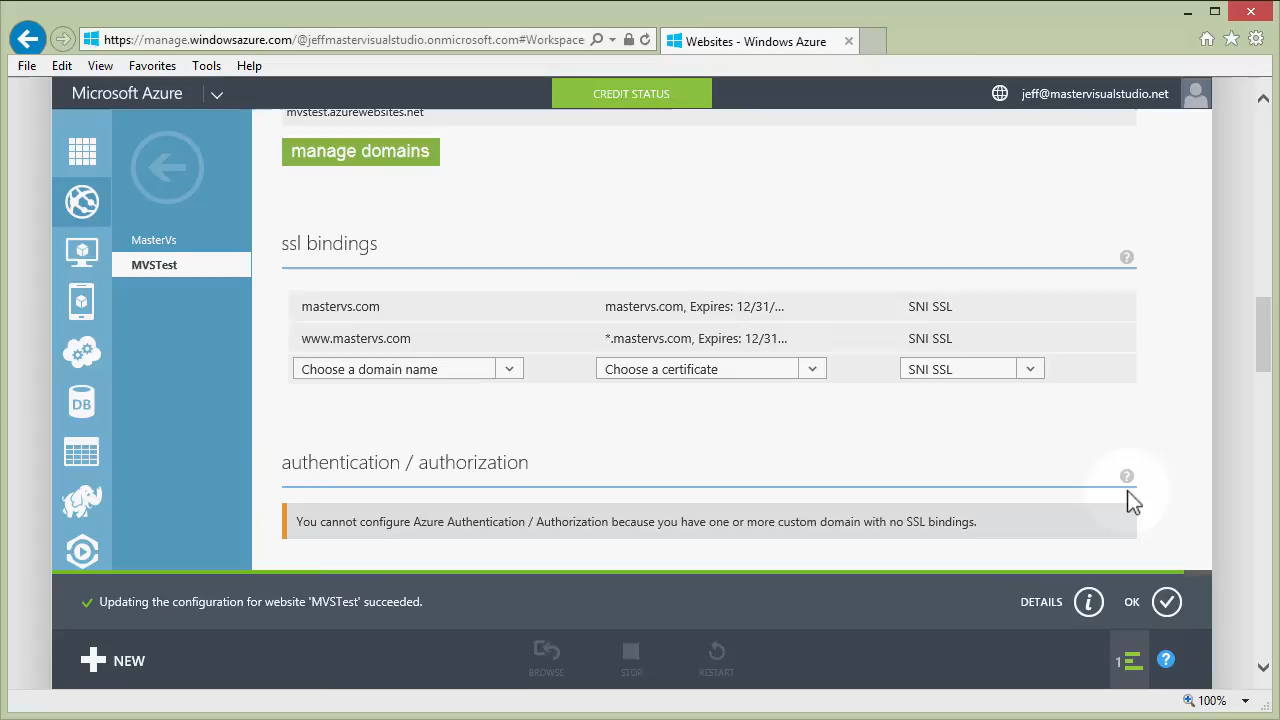 https://manage.windowsazure.com/@jeffmastervisualstudio.onmicrosoft.com#Workspace
Websites - Windows Azure
File Edit View Favorites Tools Help
Microsoft Azure
CREDIT STATUS
jeff@mastervisualstudio.net
mvstest.azurewebsites.net
manage domains
MasterVs
MVSTest
ssl bindings
?
mastervs.com mastervs.com, Expires: 12/31/... SNI SSL
www.mastervs.com *.mastervs.com, Expires: 12/31... SNI SSL
Choose a domain name Choose a certificate SNI SSL
DB
authentication / authorization
?
You cannot configure Azure Authentication / Authorization because you have one or more custom domain with no SSL bindings.
Updating the configuration for website 'MVSTest' succeeded.
DETAILS i OK
NEW
BROWSE
STOP
RESTART
1
?
100%